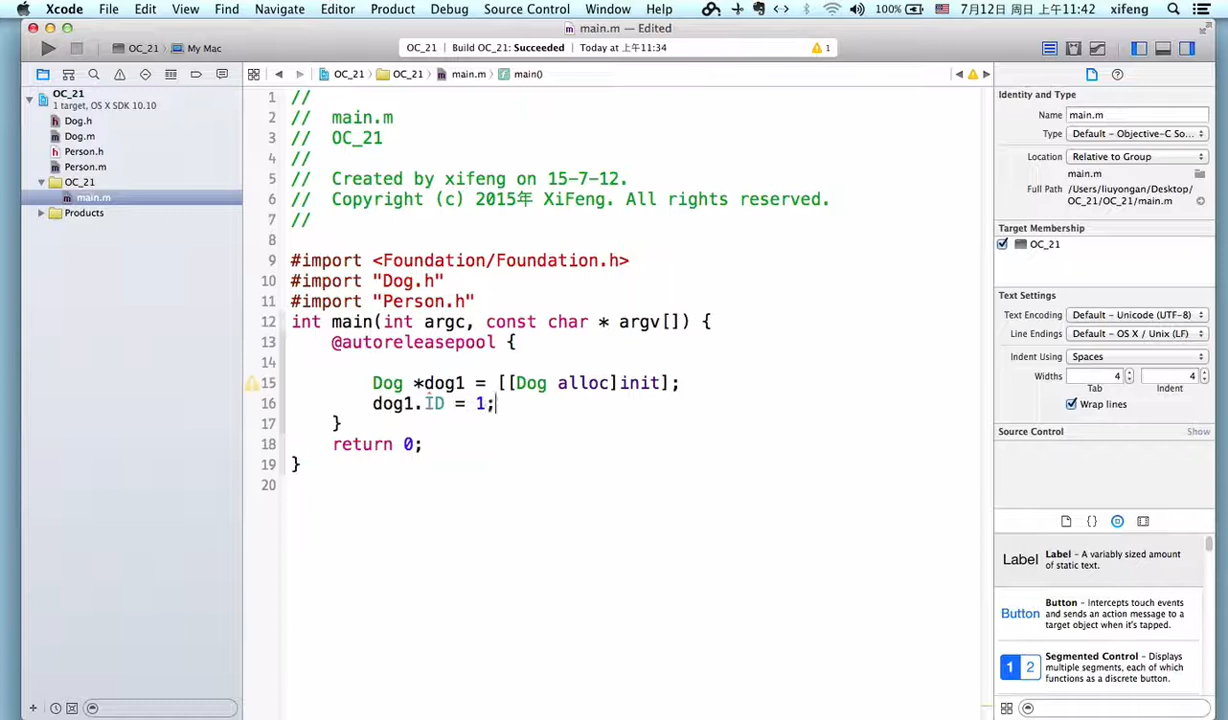 Xcode File Edit View Find Navigate Editor Product Debug Source Control Window Help 100% 7月12日 周日 上午11:42 xifeng
main.m — Edited
OC_21 My Mac OC_21 Build OC_21: Succeeded Today at 上午11:34 1
OC_21 OC_21 main.m main()
OC_21
1 target, OS X SDK 10.10
Dog.h
Dog.m
Person.h
Person.m
OC_21
main.m
Products
1 //
2 // main.m
3 // OC_21
4 //
5 // Created by xifeng on 15-7-12.
6 // Copyright (c) 2015年 XiFeng. All rights reserved.
7 //
8
9 #import <Foundation/Foundation.h>
10 #import "Dog.h"
11 #import "Person.h"
12 int main(int argc, const char * argv[]) {
13 @autoreleasepool {
14
15 Dog *dog1 = [[Dog alloc]init];
16 dog1.ID = 1;
17 }
18 return 0;
19 }
20
Identity and Type
Name main.m
Type Default - Objective-C So...
Location Relative to Group
main.m
Full Path /Users/liuyongan/Desktop/
OC_21/OC_21/main.m
Target Membership
OC_21
Text Settings
Text Encoding Default - Unicode (UTF-8)
Line Endings Default - OS X / Unix (LF)
Indent Using Spaces
Widths 4 4
Tab Indent
Wrap lines
Source Control Show
{}
Label Label – A variably sized amount
of static text.
Button Button – Intercepts touch events
and sends an action message to a
target object when it's tapped.
1 2 Segmented Control – Displays
multiple segments, each of which
functions as a discrete button.